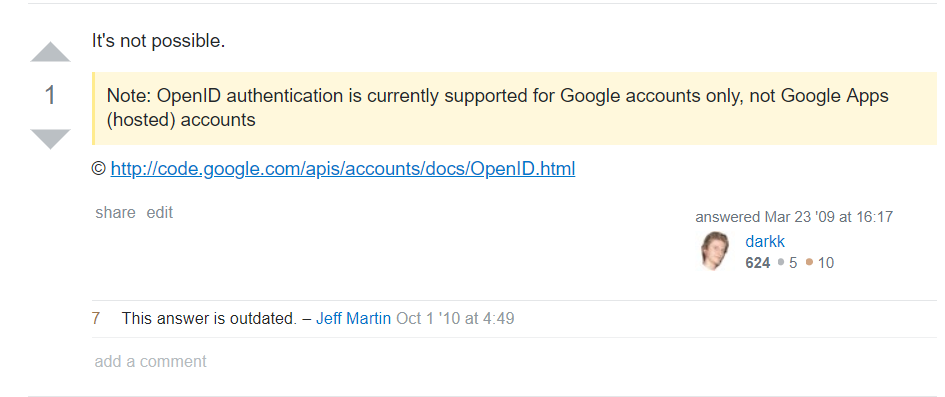 It's not possible.
1
Note: OpenID authentication is currently supported for Google accounts only, not Google Apps
(hosted) accounts
© http://code.google.com/apis/accounts/docs/OpenID.html
share edit
answered Mar 23 '09 at 16:17
darkk
624 5 10
7 This answer is outdated. – Jeff Martin Oct 1 '10 at 4:49
add a comment